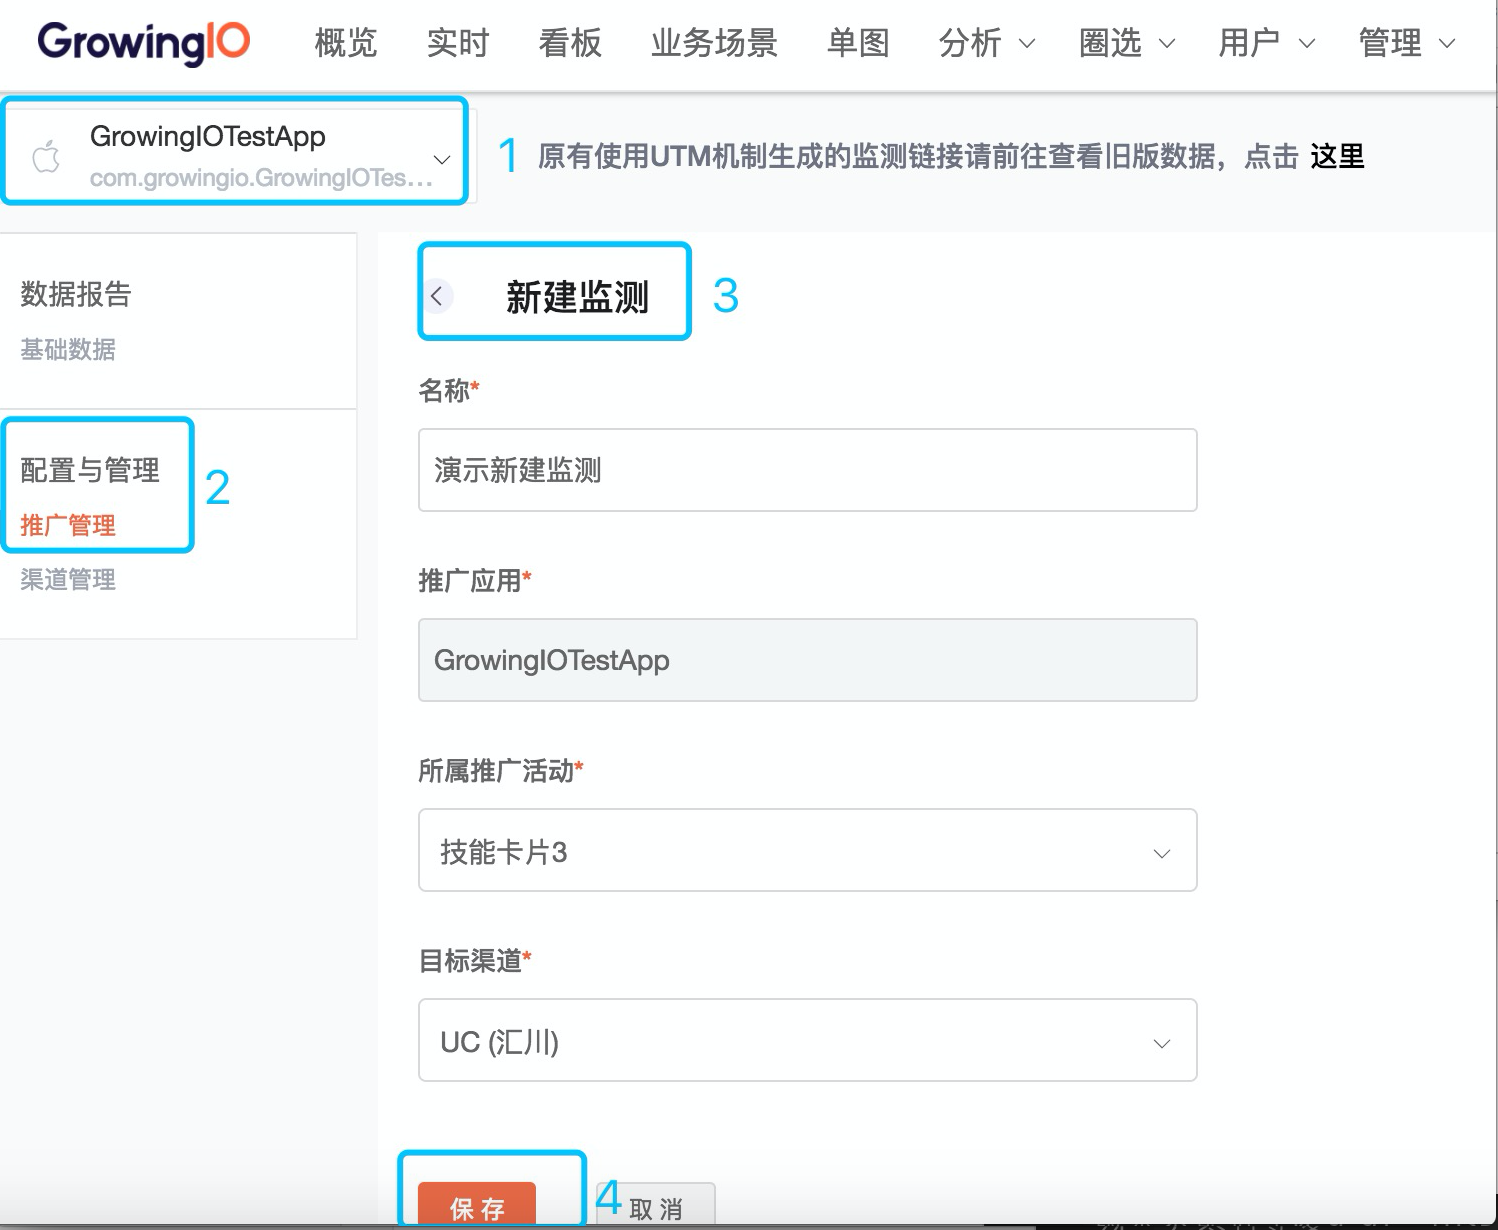 GrowingIO 概览 实时 看板 业务场景 单图 分析 圈选 用户 管理
GrowingIOTestApp
com.growingio.GrowingIOTes...
1 原有使用UTM机制生成的监测链接请前往查看旧版数据，点击 这里
数据报告
基础数据
配置与管理
推广管理
2
渠道管理
新建监测 3
名称*
演示新建监测
推广应用*
GrowingIOTestApp
所属推广活动*
技能卡片3
目标渠道*
UC (汇川)
保存 4 取消